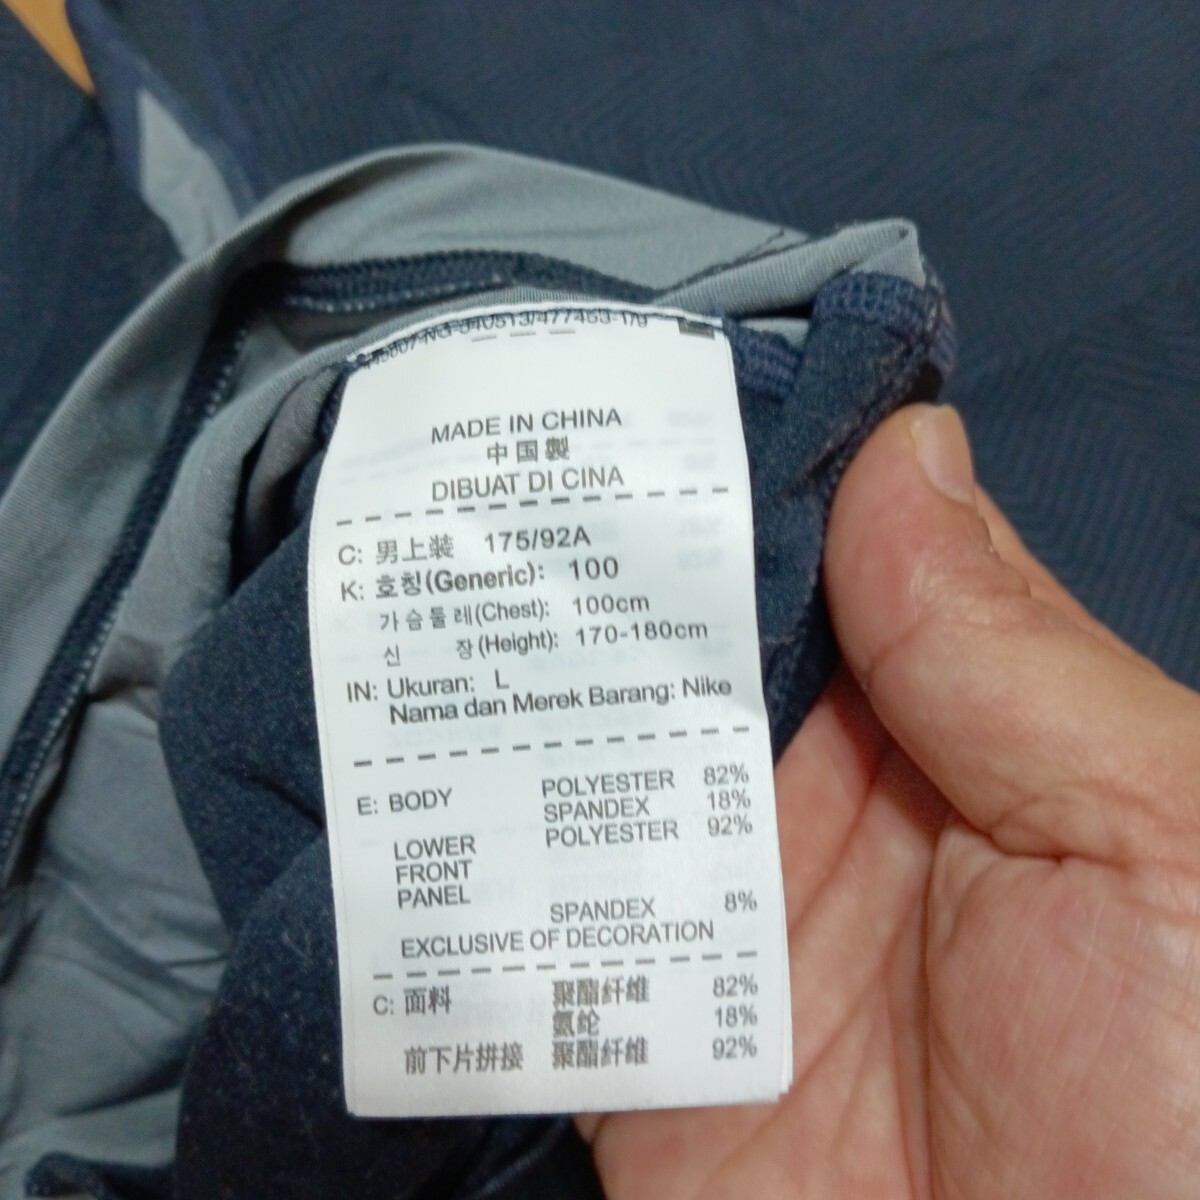 MADE IN CHINA
中国製
DIBUAT DI CINA
C: 男上装 175/92A
K: 호칭(Generic): 100
가슴둘레(Chest): 100cm
신 장(Height): 170-180cm
IN: Ukuran: L
Nama dan Merek Barang: Nike
E: BODY POLYESTER 82%
SPANDEX 18%
LOWER FRONT PANEL POLYESTER 92%
SPANDEX 8%
EXCLUSIVE OF DECORATION
C: 面料 聚酯纤维 82%
氨纶 18%
前下片拼接 聚酯纤维 92%